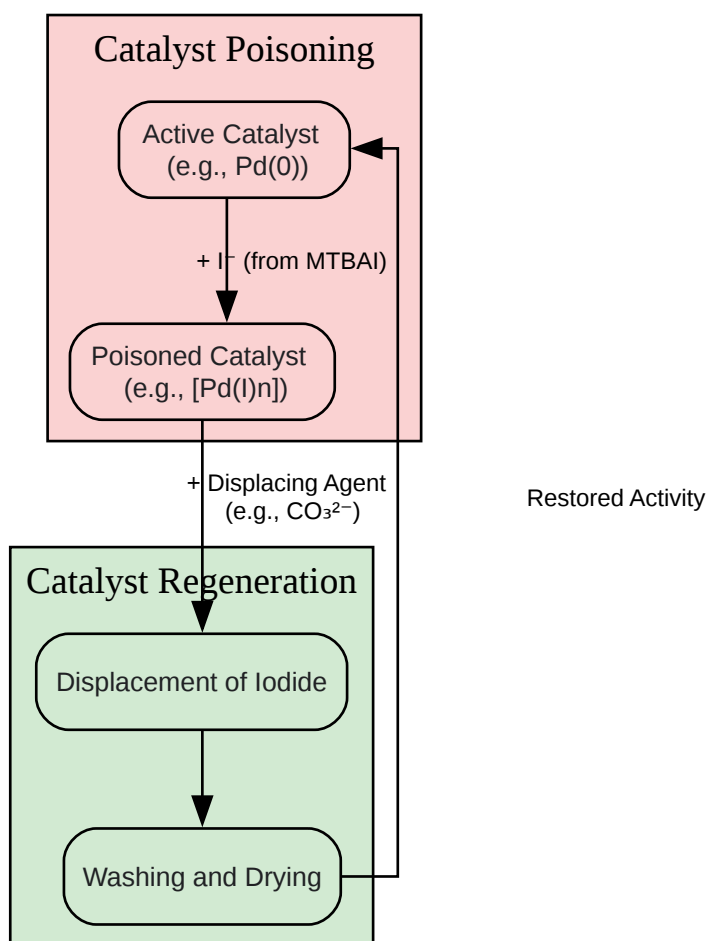 Catalyst Poisoning
Active Catalyst
(e.g., Pd(0))
+ I⁻ (from MTBAI)
Poisoned Catalyst
(e.g., [Pd(I)n])
+ Displacing Agent
(e.g., CO₃²⁻)
Restored Activity
Catalyst Regeneration
Displacement of Iodide
Washing and Drying